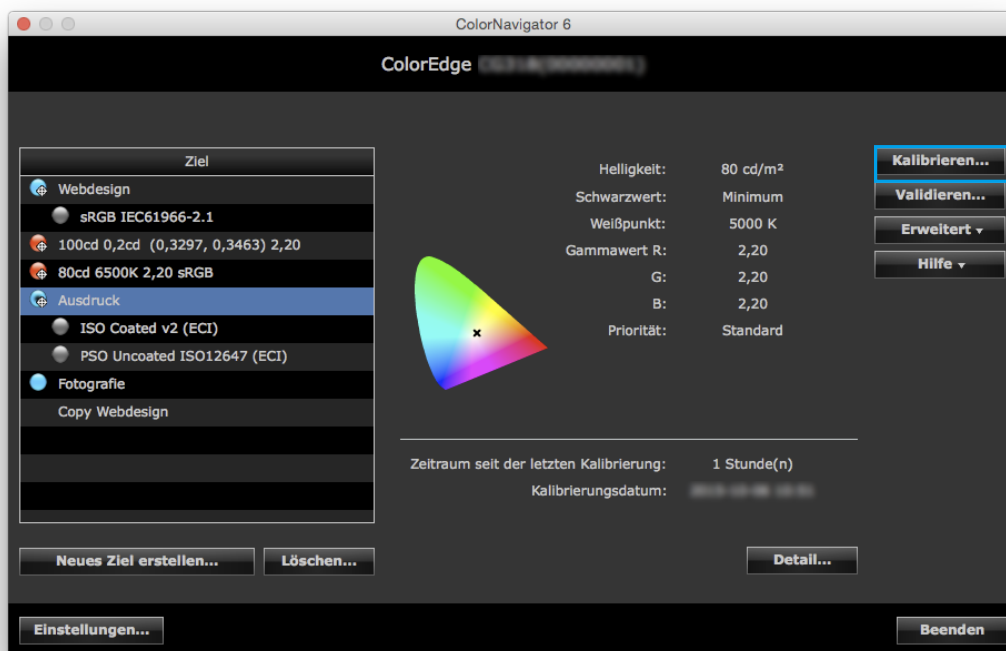 ColorNavigator 6
ColorEdge
Ziel
Webdesign
sRGB IEC61966-2.1
100cd 0,2cd (0,3297, 0,3463) 2,20
80cd 6500K 2,20 sRGB
Ausdruck
ISO Coated v2 (ECI)
PSO Uncoated ISO12647 (ECI)
Fotografie
Copy Webdesign
Neues Ziel erstellen...
Löschen...
Helligkeit: 80 cd/m²
Schwarzwert: Minimum
Weißpunkt: 5000 K
Gammawert R: 2,20
G: 2,20
B: 2,20
Priorität: Standard
Zeitraum seit der letzten Kalibrierung: 1 Stunde(n)
Kalibrierungsdatum:
Detail...
Kalibrieren...
Validieren...
Erweitert
Hilfe
Einstellungen...
Beenden